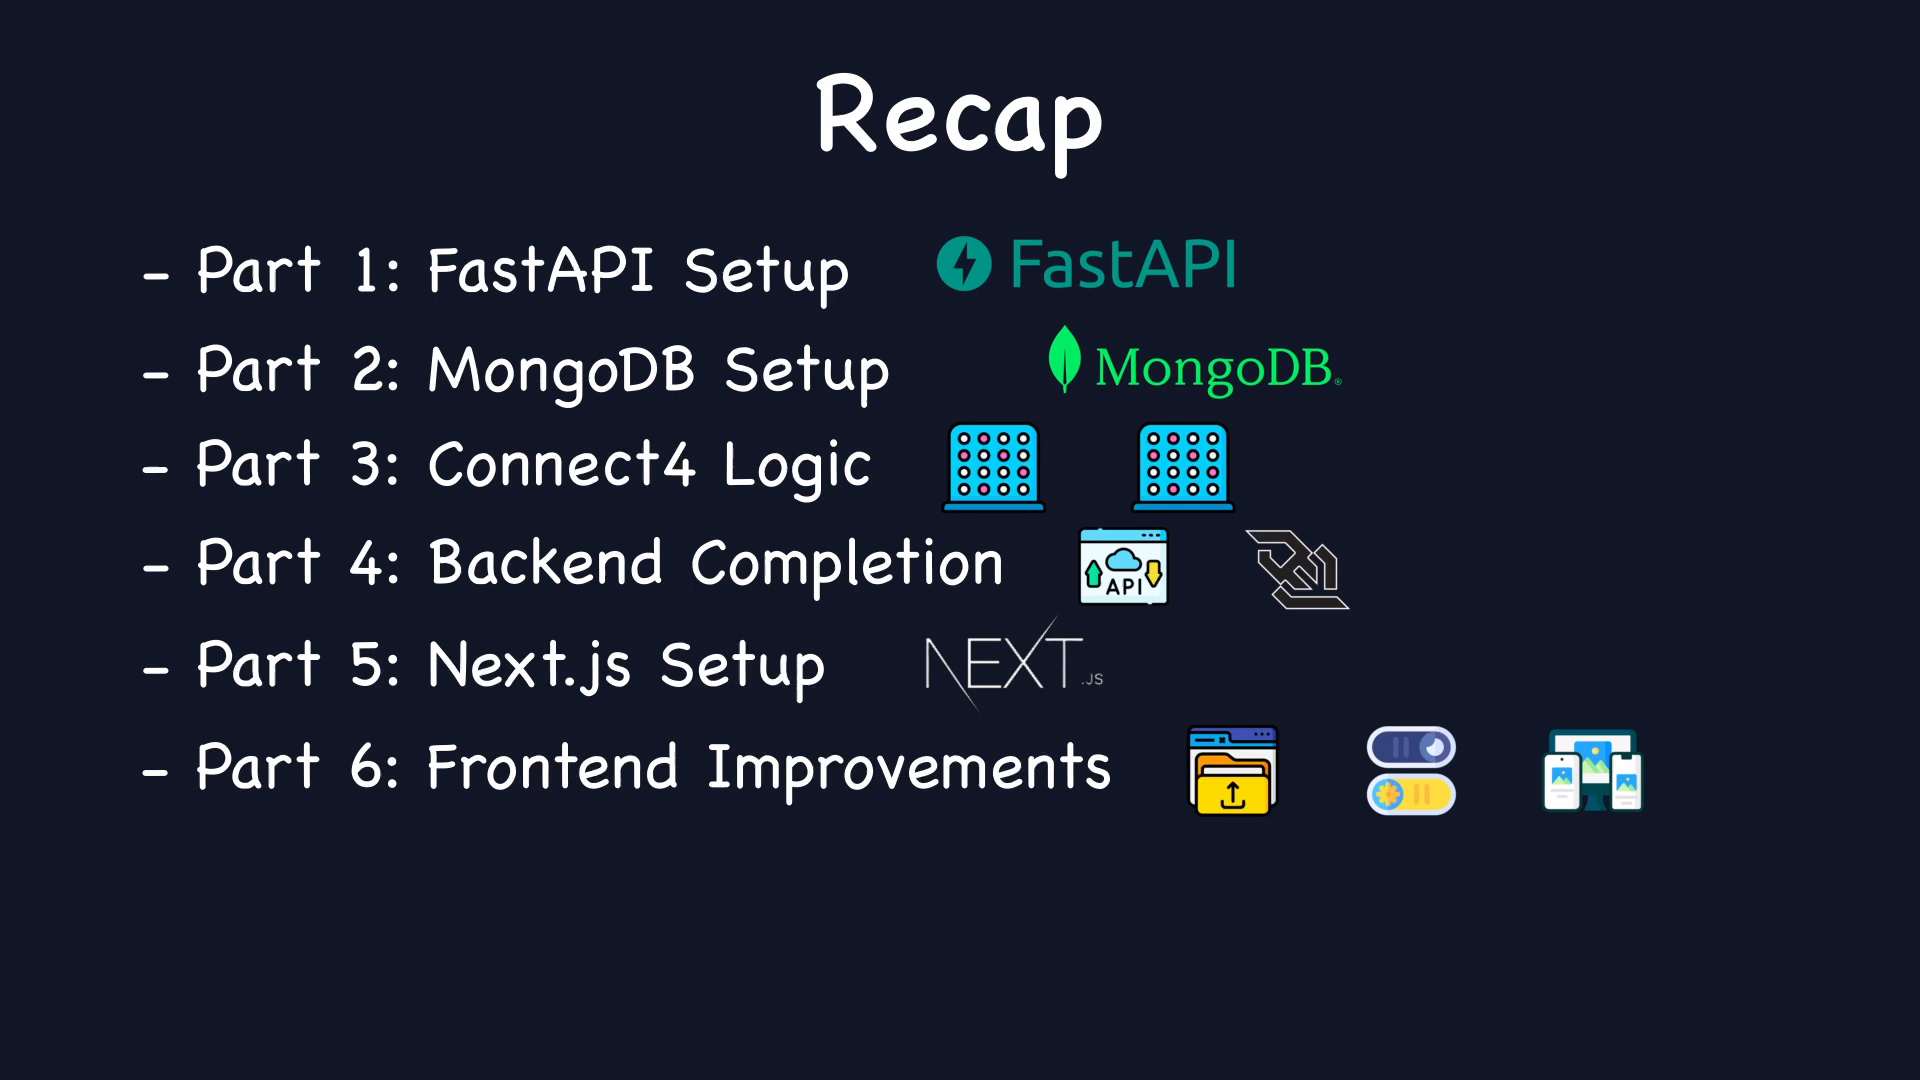 Recap
- Part 1: FastAPI Setup FastAPI
- Part 2: MongoDB Setup MongoDB®
- Part 3: Connect4 Logic
- Part 4: Backend Completion API
- Part 5: Next.js Setup NEXT.JS
- Part 6: Frontend Improvements